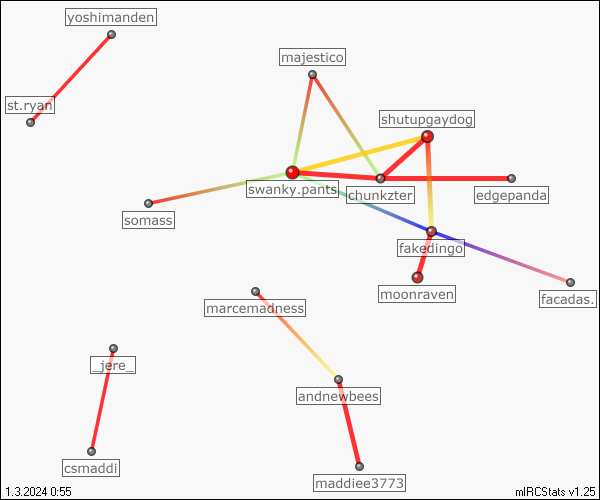 yoshimanden
majestico
st.ryan
shutupgaydog
swanky.pants
chunkzter
edgepanda
somass
fakedingo
moonraven
facadas.
marcemadness
_jere_
andnewbees
csmaddi
maddiee3773
1.3.2024 0:55
mIRCStats v1.25